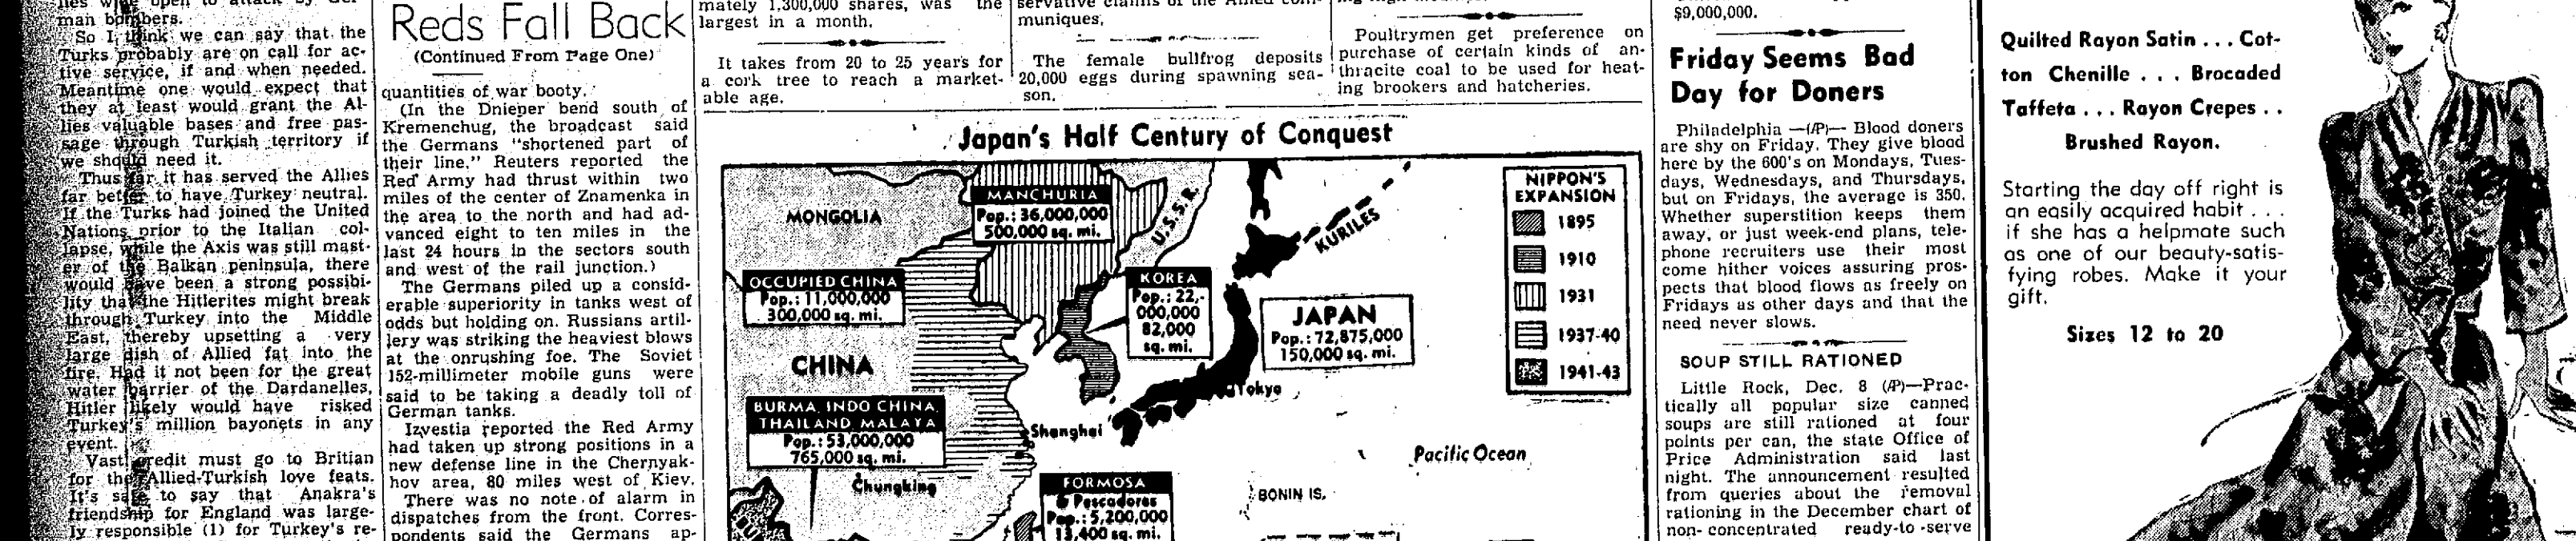 man bombers.
So I think we can say that the
Turks probably are on call for ac-
tive service, if and when needed.
Meantime one would expect that
they at least would grant the Al-
lies valuable bases and free pas-
sage through Turkish territory if
we should need it.
Thus far it has served the Allies
far better to have Turkey neutral.
If the Turks had joined the United
Nations prior to the Italian col-
lapse, while the Axis was still mast-
er of the Balkan peninsula, there
would have been a strong possibi-
lity that the Hitlerites might break
through Turkey into the Middle
East, thereby upsetting a very
large dish of Allied fat into the
fire. Had it not been for the great
water barrier of the Dardanelles,
Hitler likely would have risked
Turkey's million bayonets in any
event.
Vast credit must go to Britian
for the Allied-Turkish love feats.
It's safe to say that Anakra's
friendship for England was large-
ly responsible (1) for Turkey's re-
Reds Fall Back
(Continued From Page One)
quantities of war booty.
(In the Dnieper bend south of
Kremenchug, the broadcast said
the Germans "shortened part of
their line." Reuters reported the
Red Army had thrust within two
miles of the center of Znamenka in
the area to the north and had ad-
vanced eight to ten miles in the
last 24 hours in the sectors south
and west of the rail junction.)
The Germans piled up a consid-
erable superiority in tanks west of
odds but holding on. Russians artil-
lery was striking the heaviest blows
at the onrushing foe. The Soviet
152-millimeter mobile guns were
said to be taking a deadly toll of
German tanks.
Izvestia reported the Red Army
had taken up strong positions in a
new defense line in the Chernyak-
hov area, 80 miles west of Kiev.
There was no note of alarm in
dispatches from the front. Corres-
pondents said the Germans ap-
mately 1,300,000 shares, was the
largest in a month.
It takes from 20 to 25 years for
a cork tree to reach a market-
able age.
muniques.
The female bullfrog deposits
20,000 eggs during spawning sea-
son.
Poultrymen get preference on
purchase of certain kinds of an-
thracite coal to be used for heat-
ing brookers and hatcheries.
Japan's Half Century of Conquest
MONGOLIA
MANCHURIA
Pop.: 36,000,000
500,000 sq. mi.
U.S.S.R.
KURILES
NIPPON'S
EXPANSION
1895
1910
1931
1937-40
1941-43
OCCUPIED CHINA
Pop.: 11,000,000
300,000 sq. mi.
KOREA
Pop.: 22,-
000,000
82,000
sq. mi.
JAPAN
Pop.: 72,875,000
150,000 sq. mi.
CHINA
Tokyo
BURMA, INDO CHINA,
THAILAND MALAYA
Pop.: 53,000,000
765,000 sq. mi.
Shanghai
Pacific Ocean
Chungking
FORMOSA
& Pescadores
Pop.: 5,200,000
13,400 sq. mi.
BONIN IS.
$9,000,000.
Friday Seems Bad
Day for Doners
Philadelphia —(AP)— Blood doners
are shy on Friday. They give blood
here by the 600's on Mondays, Tues-
days, Wednesdays, and Thursdays,
but on Fridays, the average is 350.
Whether superstition keeps them
away, or just week-end plans, tele-
phone recruiters use their most
come hither voices assuring pros-
pects that blood flows as freely on
Fridays as other days and that the
need never slows.
SOUP STILL RATIONED
Little Rock, Dec. 8 (AP)—Prac-
tically all popular size canned
soups are still rationed at four
points per can, the state Office of
Price Administration said last
night. The announcement resulted
from queries about the removal
rationing in the December chart of
non- concentrated ready-to -serve
Quilted Rayon Satin . . . Cot-
ton Chenille . . . Brocaded
Taffeta . . . Rayon Crepes . .
Brushed Rayon.
Starting the day off right is
an easily acquired habit . . .
if she has a helpmate such
as one of our beauty-satis-
fying robes. Make it your
gift.
Sizes 12 to 20